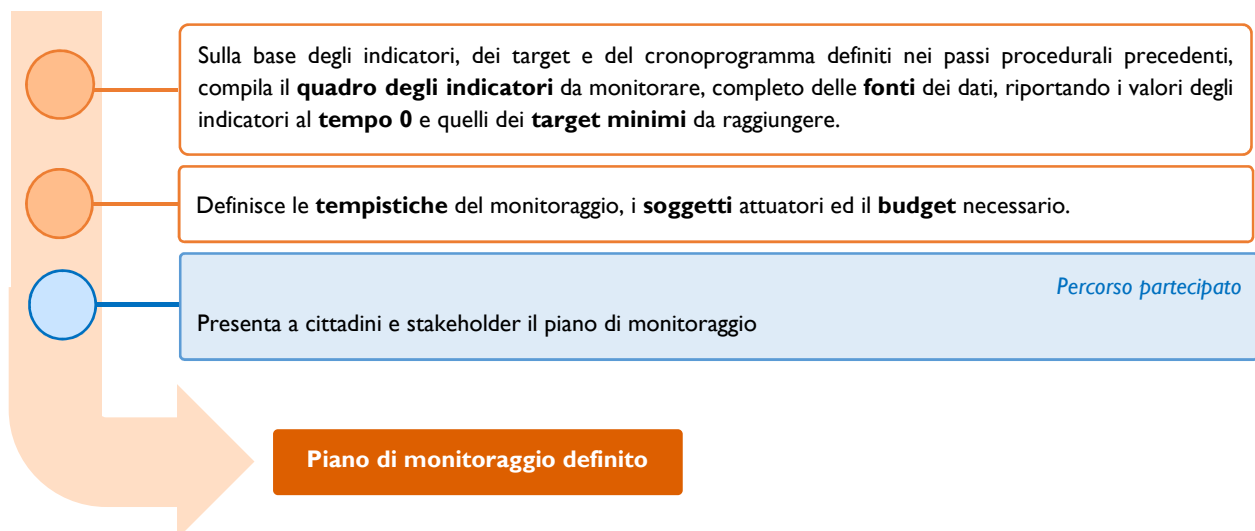 Sulla base degli indicatori, dei target e del cronoprogramma definiti nei passi procedurali precedenti,
compila il quadro degli indicatori da monitorare, completo delle fonti dei dati, riportando i valori degli
indicatori al tempo 0 e quelli dei target minimi da raggiungere.
Definisce le tempistiche del monitoraggio, i soggetti attuatori ed il budget necessario.
Percorso partecipato
Presenta a cittadini e stakeholder il piano di monitoraggio
Piano di monitoraggio definito